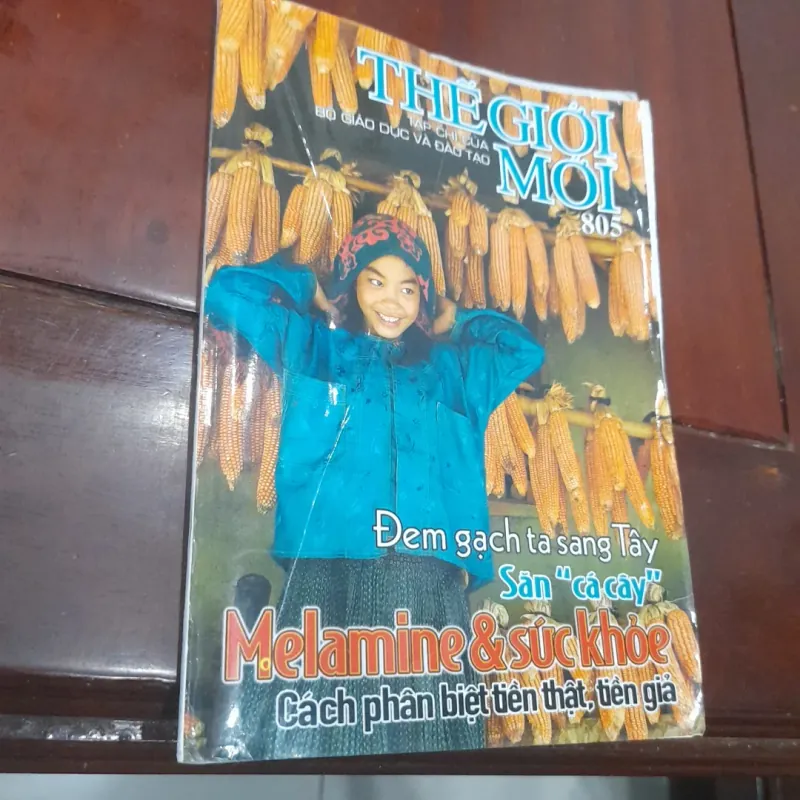 THẾ GIỚI
MỚI
TẠP CHÍ CỦA
BỘ GIÁO DỤC VÀ ĐÀO TẠO
805
Đem gạch ta sang Tây
Săn "cá cây"
Melamine & sức khỏe
Cách phân biệt tiền thật, tiền giả